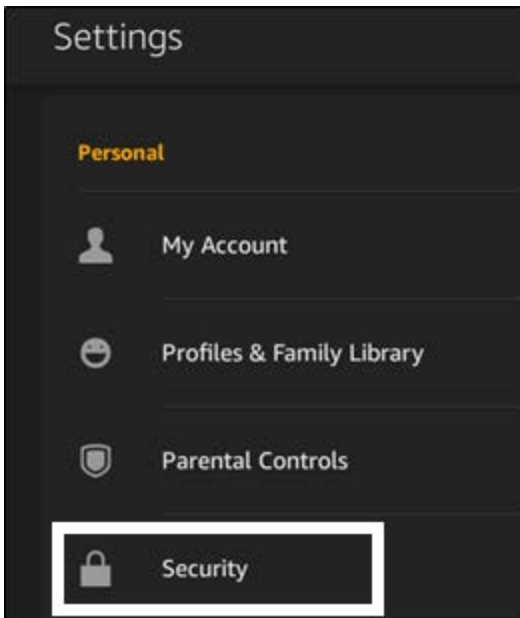 Settings
Personal
My Account
Profiles & Family Library
Parental Controls
Security